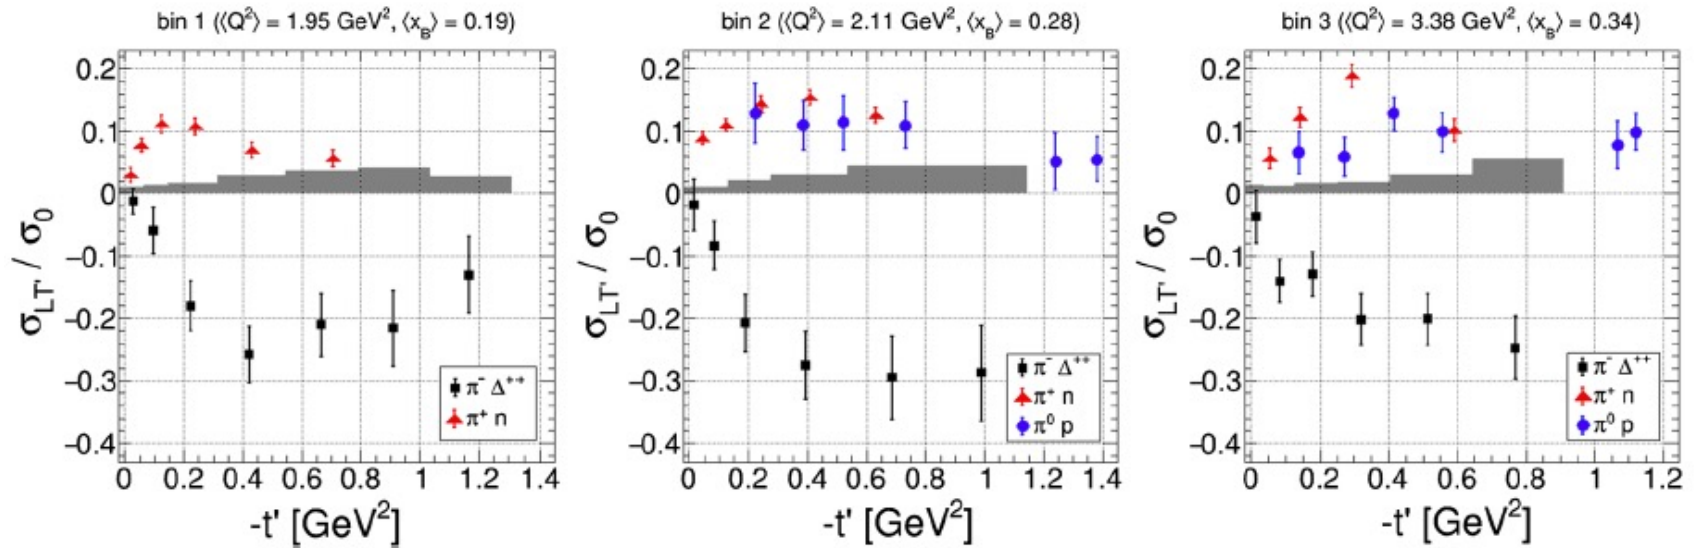 bin 1 (⟨Q²⟩ = 1.95 GeV², ⟨x_B⟩ = 0.19)
σ_LT' / σ_0
0.2
0.1
0
−0.1
−0.2
−0.3
−0.4
π⁻ Δ⁺⁺
π⁺ n
0 0.2 0.4 0.6 0.8 1 1.2 1.4
-t' [GeV²]
bin 2 (⟨Q²⟩ = 2.11 GeV², ⟨x_B⟩ = 0.28)
σ_LT' / σ_0
0.2
0.1
0
−0.1
−0.2
−0.3
−0.4
π⁻ Δ⁺⁺
π⁺ n
π⁰ p
0 0.2 0.4 0.6 0.8 1 1.2 1.4
-t' [GeV²]
bin 3 (⟨Q²⟩ = 3.38 GeV², ⟨x_B⟩ = 0.34)
σ_LT' / σ_0
0.2
0.1
0
−0.1
−0.2
−0.3
−0.4
π⁻ Δ⁺⁺
π⁺ n
π⁰ p
0 0.2 0.4 0.6 0.8 1 1.2
-t' [GeV²]